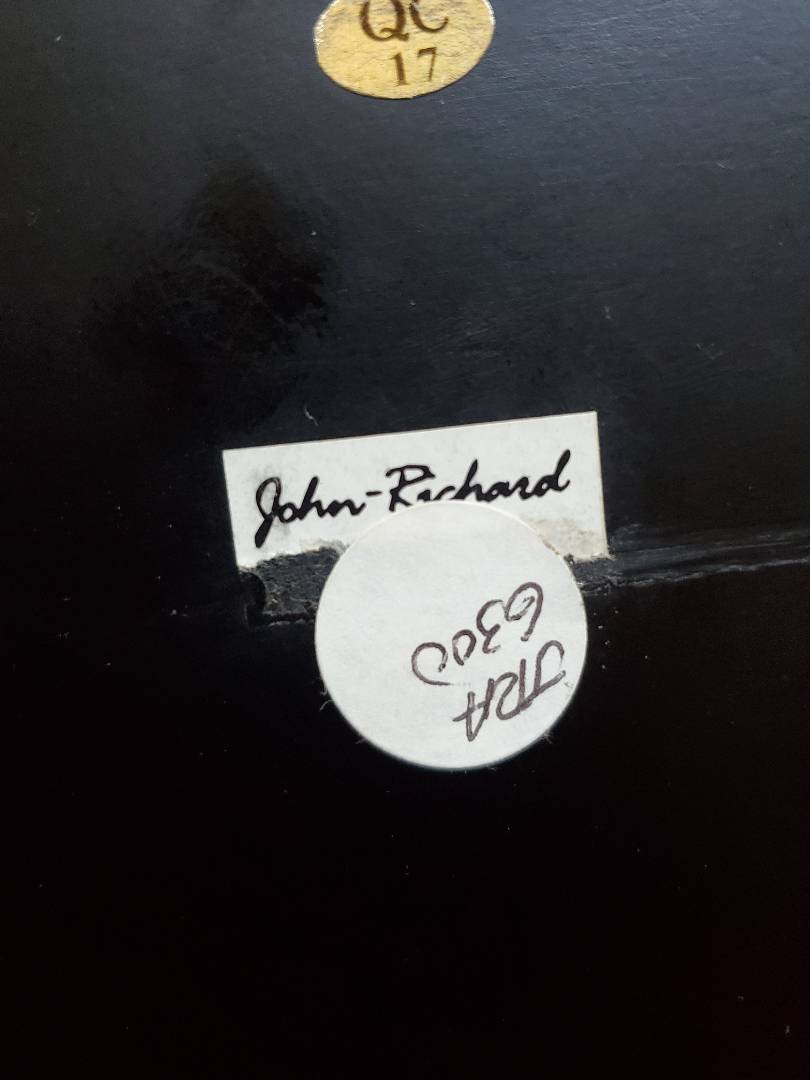 QC
17
John-Richard
JRA
6300